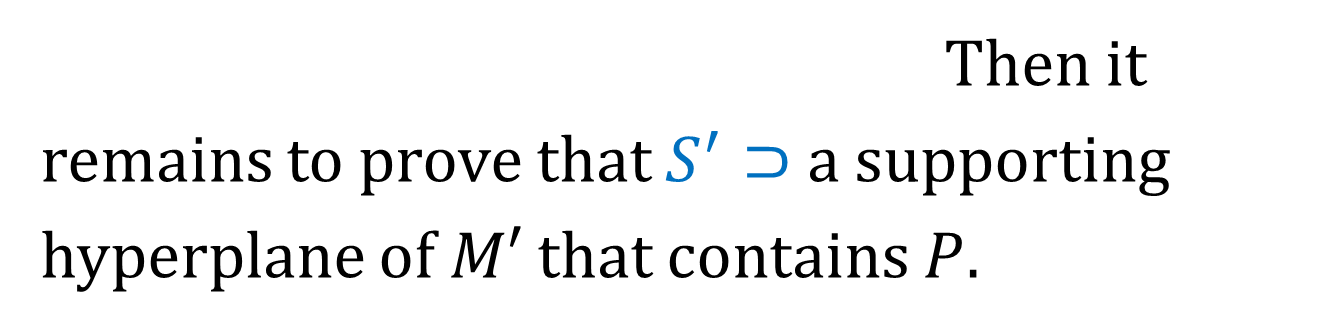 Then it
remains to prove that S′ ⊃ a supporting
hyperplane of M′ that contains P.